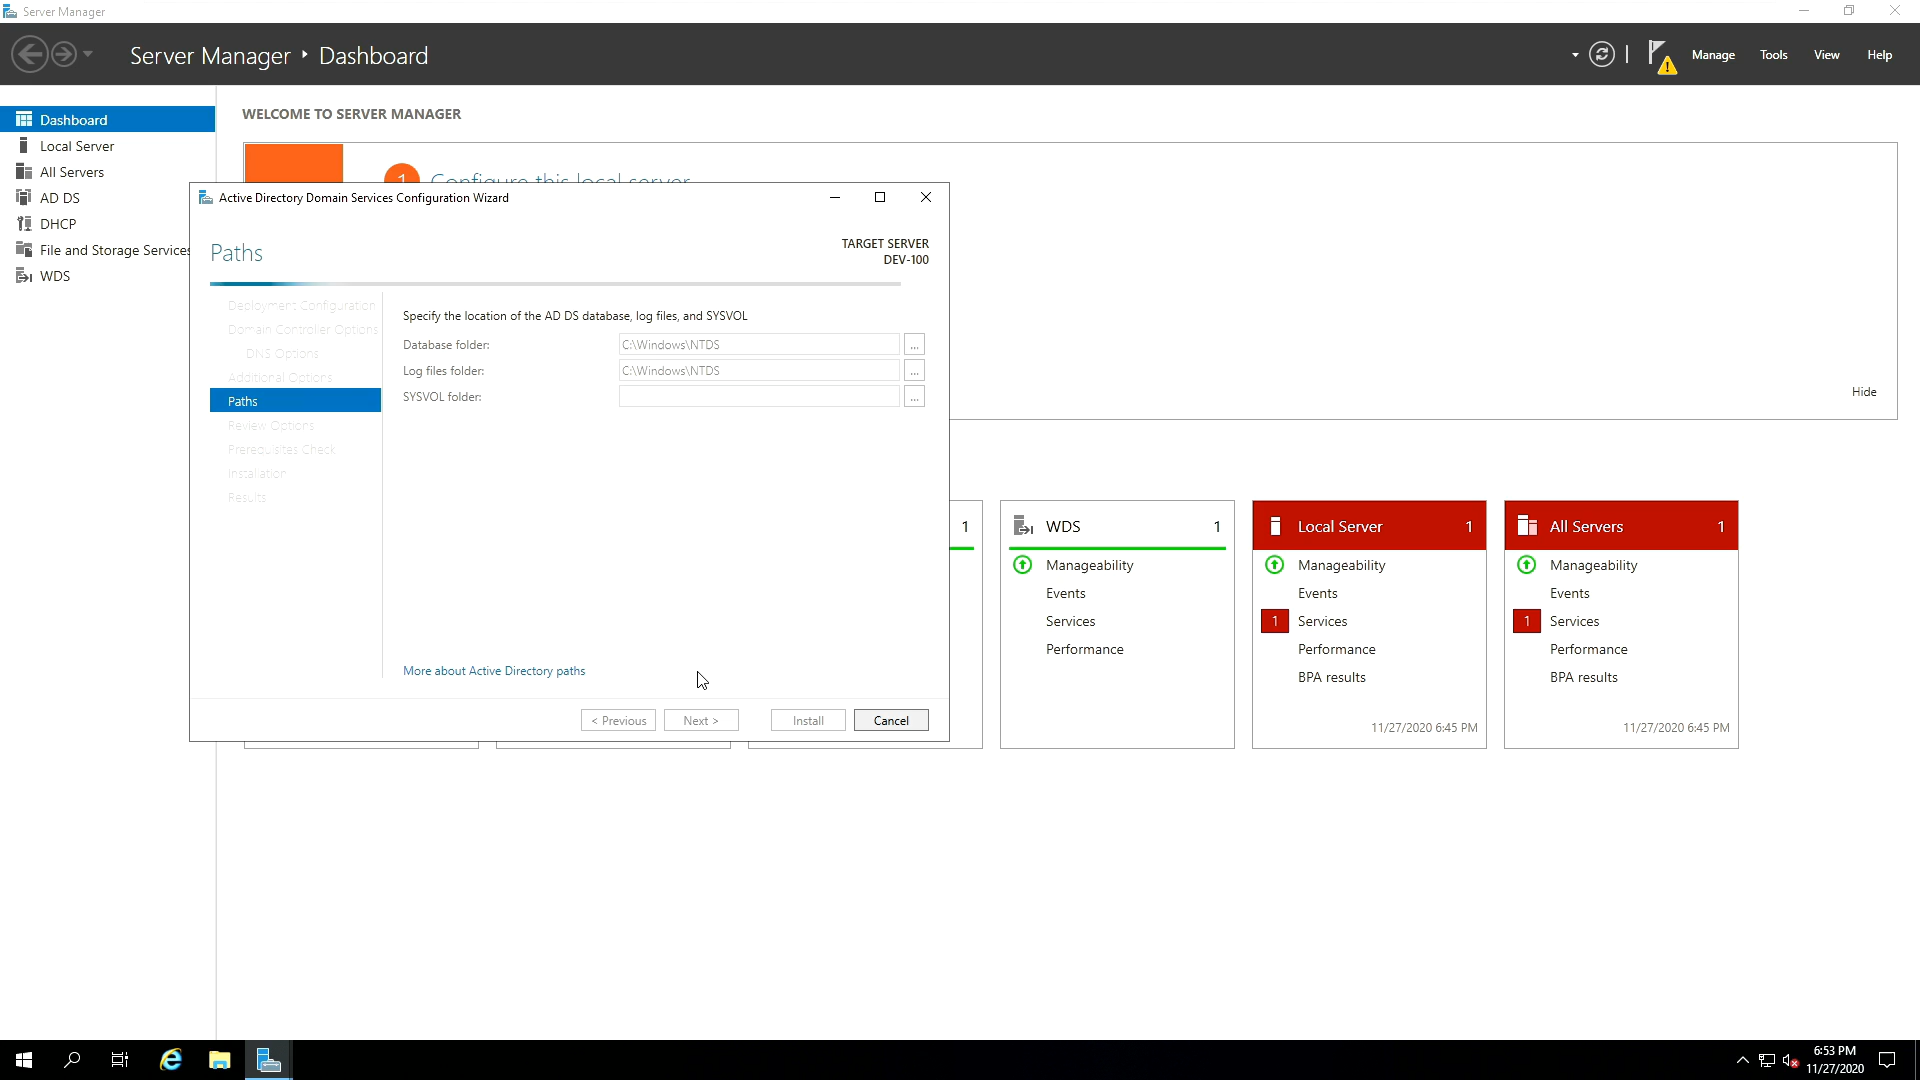 Server Manager
Server Manager ‣ Dashboard
Manage
Tools
View
Help
Dashboard
Local Server
All Servers
AD DS
DHCP
File and Storage Services
WDS
WELCOME TO SERVER MANAGER
1 Configure this local server
Hide
Active Directory Domain Services Configuration Wizard
Paths
TARGET SERVER
DEV-100
Deployment Configuration
Domain Controller Options
DNS Options
Additional Options
Paths
Review Options
Prerequisites Check
Installation
Results
Specify the location of the AD DS database, log files, and SYSVOL
Database folder: C:\Windows\NTDS ...
Log files folder: C:\Windows\NTDS ...
SYSVOL folder: ...
More about Active Directory paths
< Previous
Next >
Install
Cancel
1
WDS 1
Manageability
Events
Services
Performance
Local Server 1
Manageability
Events
1 Services
Performance
BPA results
11/27/2020 6:45 PM
All Servers 1
Manageability
Events
1 Services
Performance
BPA results
11/27/2020 6:45 PM
6:53 PM
11/27/2020